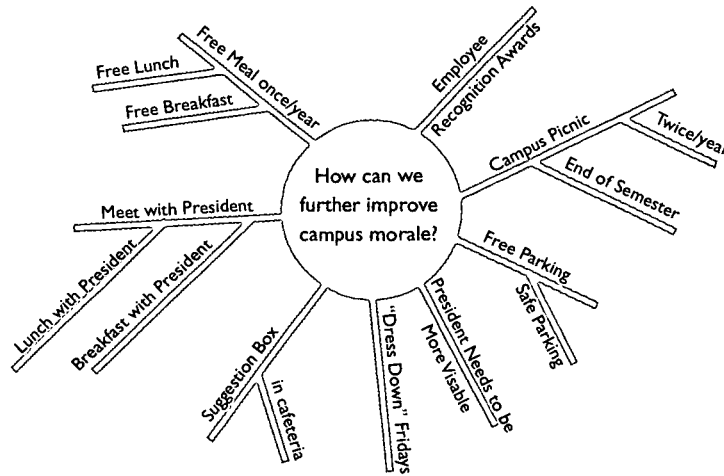 How can we
further improve
campus morale?
Free Meal once/year
Free Lunch
Free Breakfast
Employee
Recognition Awards
Campus Picnic
Twice/year
End of Semester
Free Parking
Safe Parking
President Needs to be
More Visable
"Dress Down" Fridays
Suggestion Box
in cafeteria
Meet with President
Lunch with President
Breakfast with President